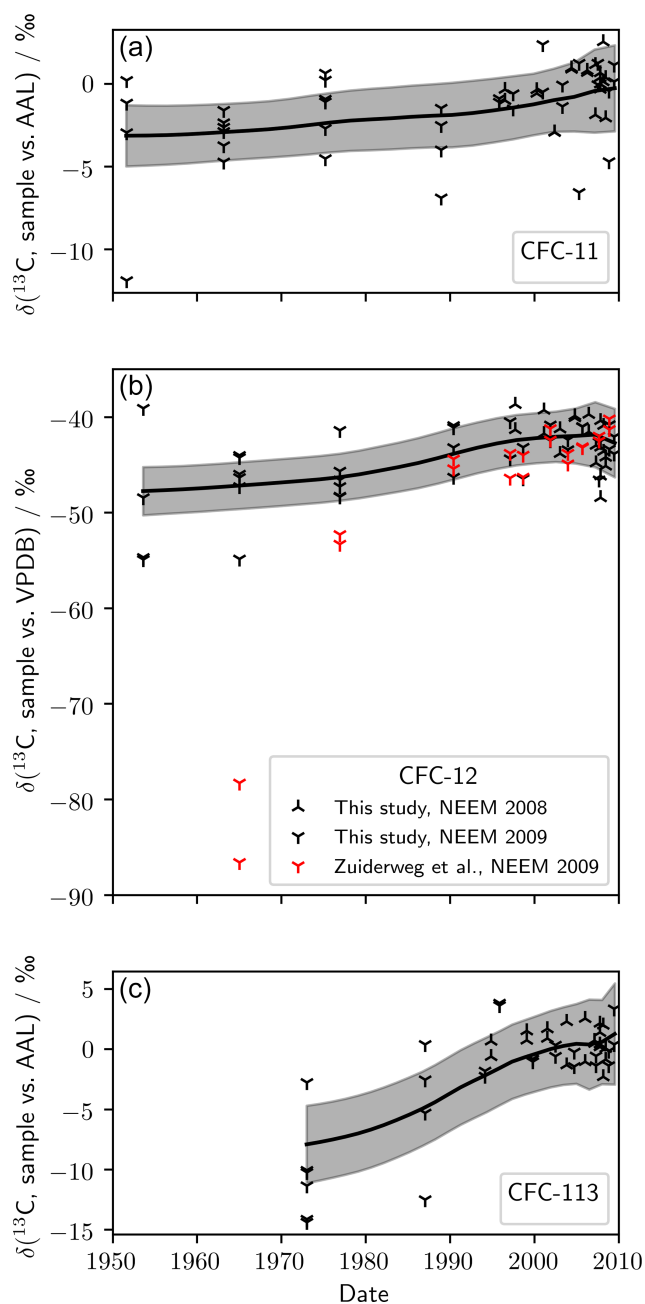 (a)
δ(¹³C, sample vs. AAL) / ‰
0
−5
−10
CFC-11
(b)
δ(¹³C, sample vs. VPDB) / ‰
−40
−50
−60
−70
−80
−90
CFC-12
This study, NEEM 2008
This study, NEEM 2009
Zuiderweg et al., NEEM 2009
(c)
δ(¹³C, sample vs. AAL) / ‰
5
0
−5
−10
−15
CFC-113
1950 1960 1970 1980 1990 2000 2010
Date